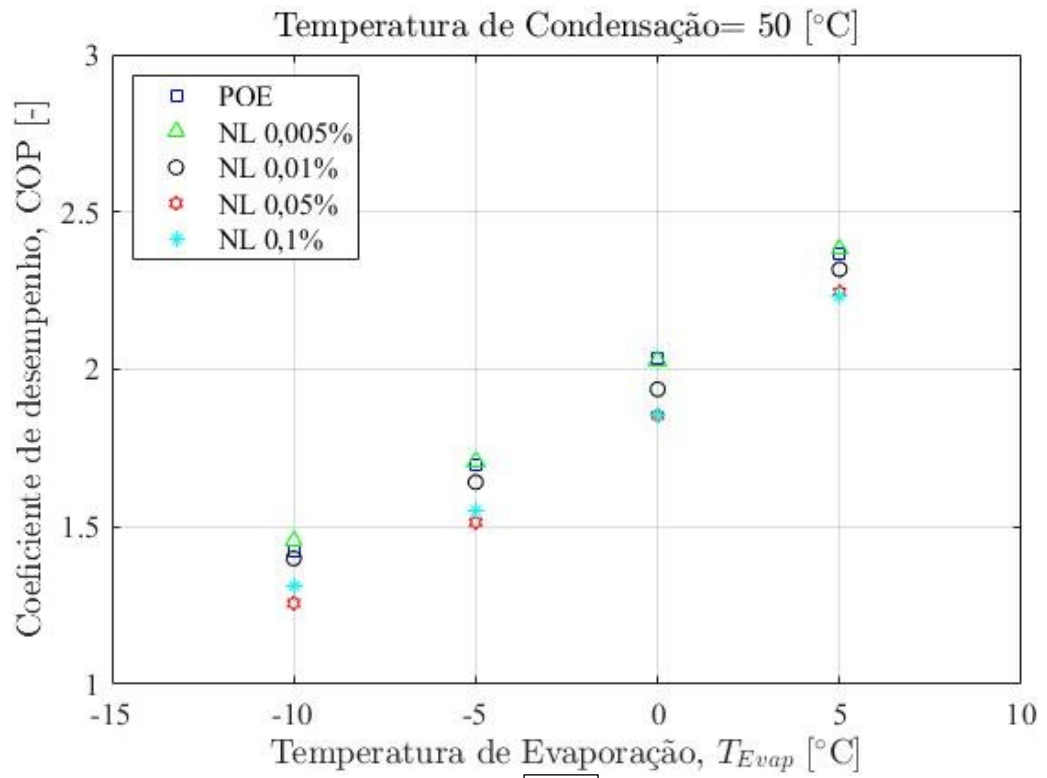 Temperatura de Condensação= 50 [°C]
3
2.5
2
1.5
1
Coeficiente de desempenho, COP [-]
POE
NL 0,005%
NL 0,01%
NL 0,05%
NL 0,1%
-15 -10 -5 0 5 10
Temperatura de Evaporação, T_Evap [°C]